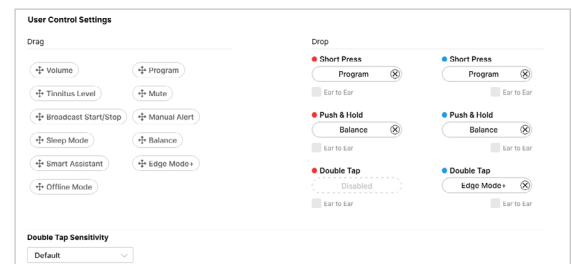 User Control Settings
Drag
Drop
Volume
Program
Tinnitus Level
Mute
Broadcast Start/Stop
Manual Alert
Sleep Mode
Balance
Smart Assistant
Edge Mode+
Offline Mode
Short Press
Short Press
Program
Program
Ear to Ear
Ear to Ear
Push & Hold
Push & Hold
Balance
Balance
Ear to Ear
Ear to Ear
Double Tap
Double Tap
Disabled
Edge Mode+
Ear to Ear
Ear to Ear
Double Tap Sensitivity
Default